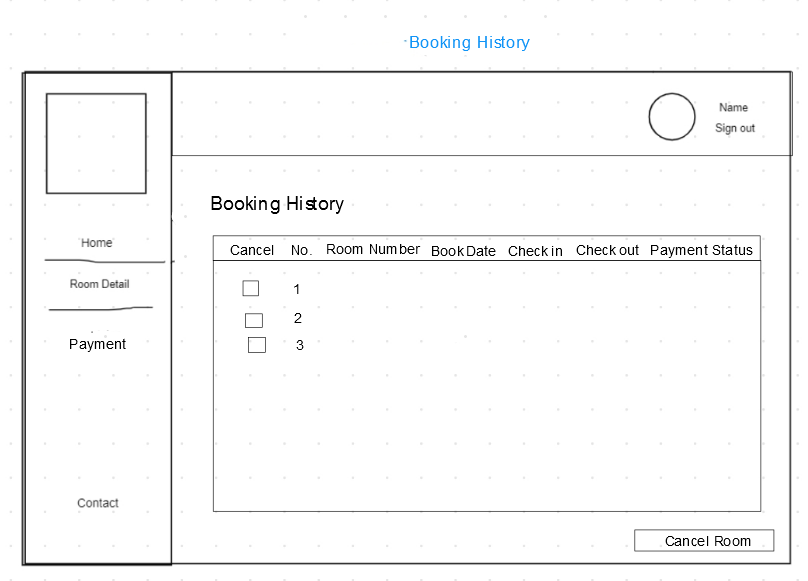 Booking History
Name
Sign out
Home
Room Detail
Payment
Contact
Booking History
Cancel No. Room Number Book Date Check in Check out Payment Status
1
2
3
Cancel Room